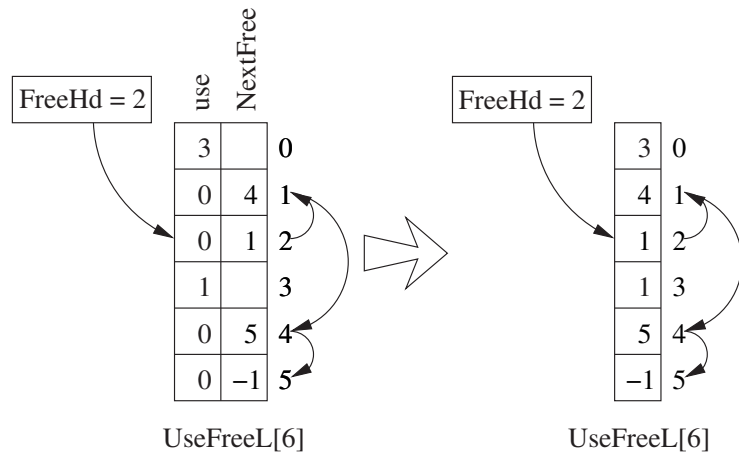 use NextFree
FreeHd = 2
FreeHd = 2
3 0
0 4 1
0 1 2
1 3
0 5 4
0 −1 5
UseFreeL[6]
3 0
4 1
1 2
1 3
5 4
−1 5
UseFreeL[6]